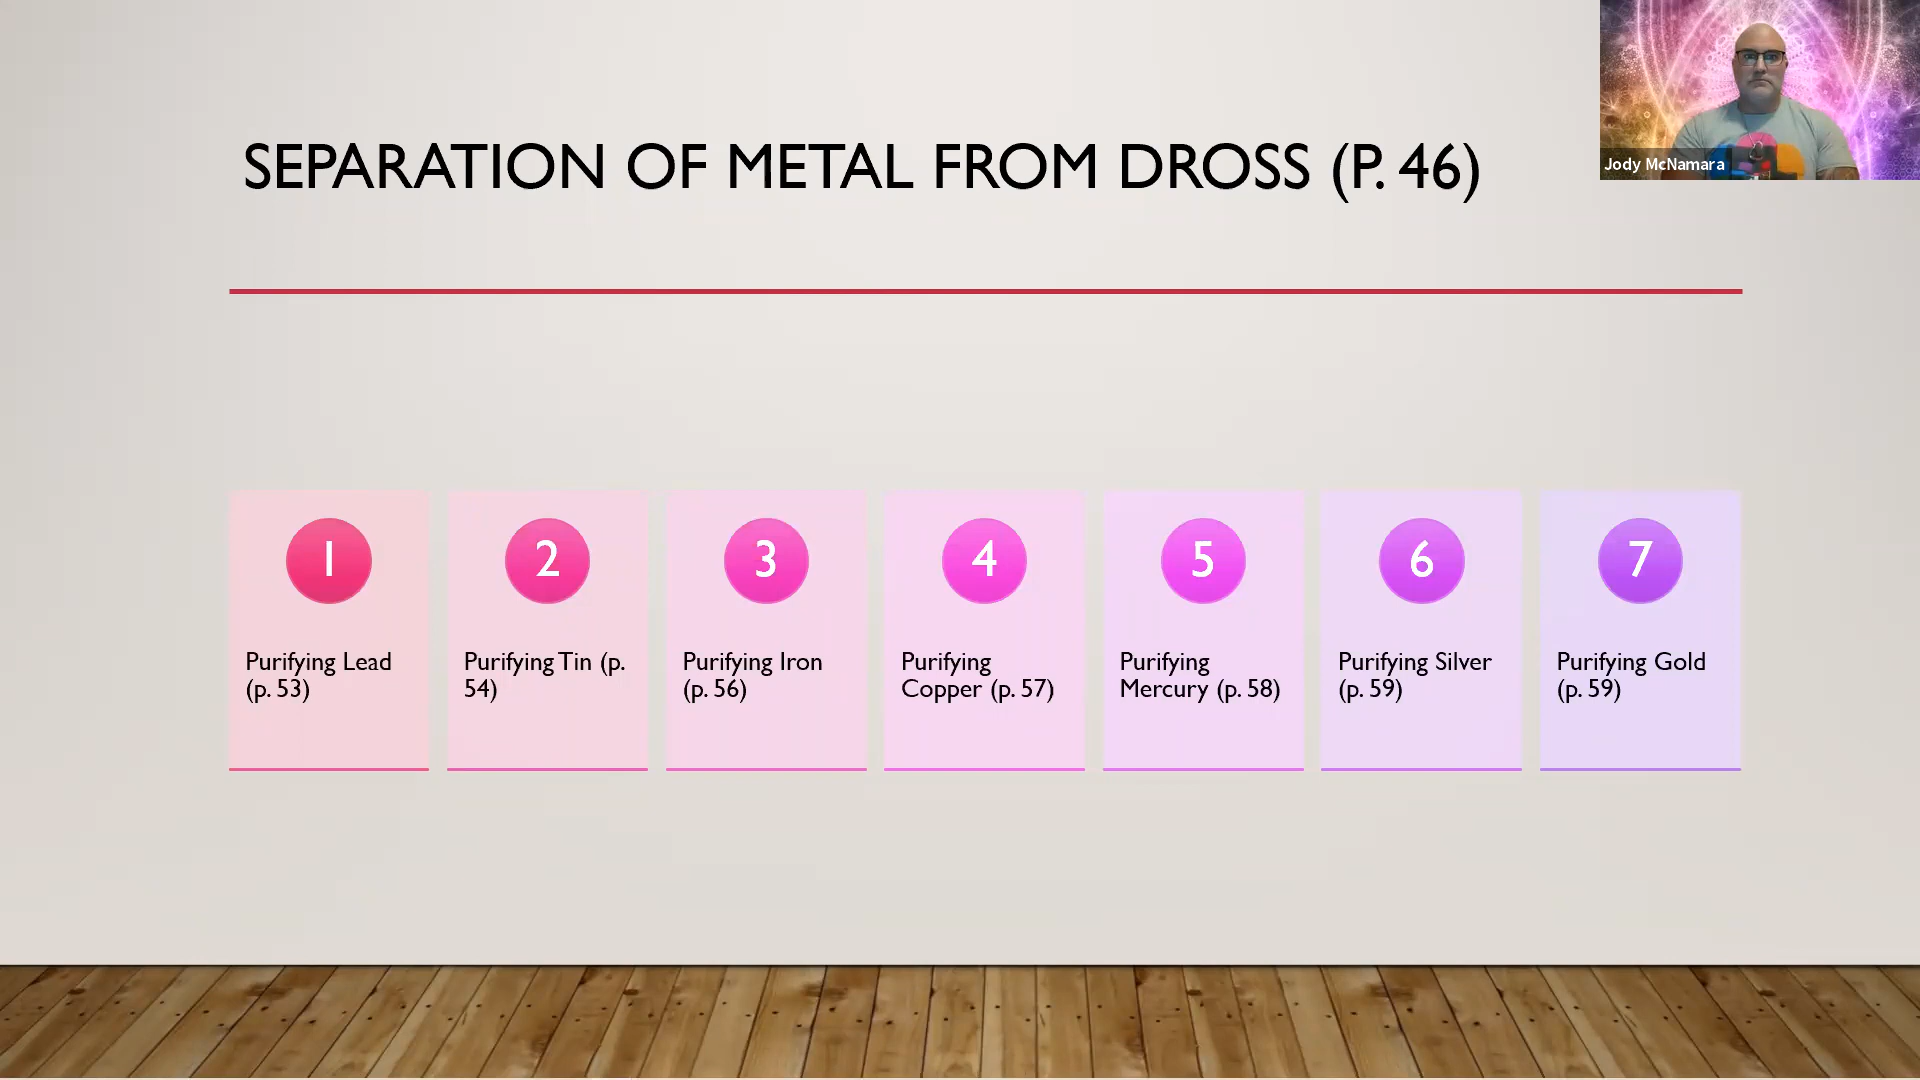 SEPARATION OF METAL FROM DROSS (P. 46)
Jody McNamara
1
Purifying Lead
(p. 53)
2
Purifying Tin (p.
54)
3
Purifying Iron
(p. 56)
4
Purifying
Copper (p. 57)
5
Purifying
Mercury (p. 58)
6
Purifying Silver
(p. 59)
7
Purifying Gold
(p. 59)